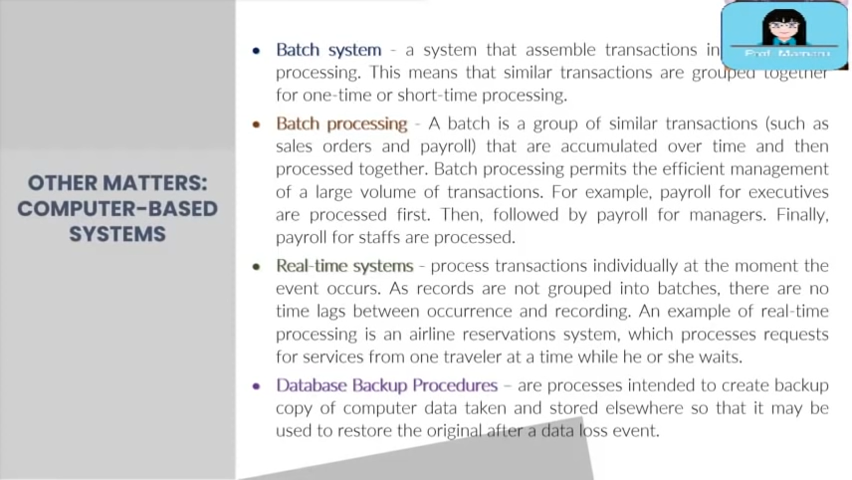 OTHER MATTERS:
COMPUTER-BASED
SYSTEMS
• Batch system - a system that assemble transactions in
processing. This means that similar transactions are grouped together
for one-time or short-time processing.
• Batch processing - A batch is a group of similar transactions (such as
sales orders and payroll) that are accumulated over time and then
processed together. Batch processing permits the efficient management
of a large volume of transactions. For example, payroll for executives
are processed first. Then, followed by payroll for managers. Finally,
payroll for staffs are processed.
• Real-time systems - process transactions individually at the moment the
event occurs. As records are not grouped into batches, there are no
time lags between occurrence and recording. An example of real-time
processing is an airline reservations system, which processes requests
for services from one traveler at a time while he or she waits.
• Database Backup Procedures – are processes intended to create backup
copy of computer data taken and stored elsewhere so that it may be
used to restore the original after a data loss event.